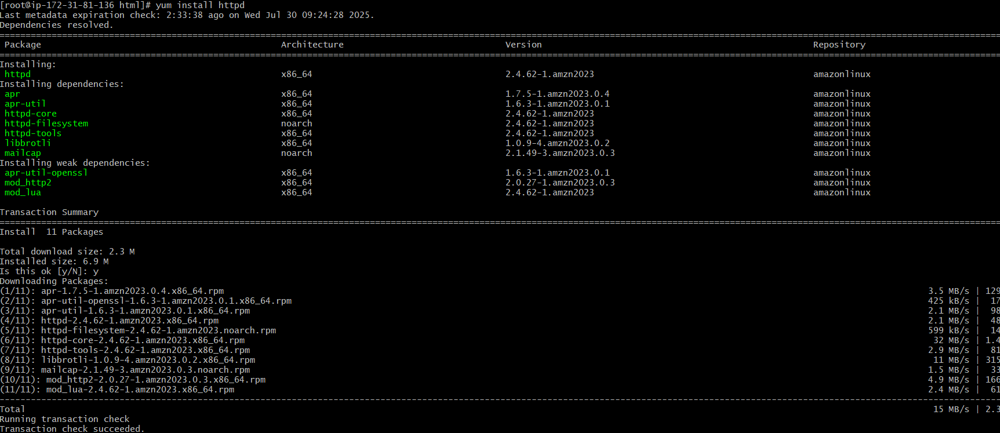 [root@ip-172-31-81-136 html]# yum install httpd
Last metadata expiration check: 2:33:38 ago on Wed Jul 30 09:24:28 2025.
Dependencies resolved.
Package Architecture Version Repository
Installing:
httpd x86_64 2.4.62-1.amzn2023 amazonlinux
Installing dependencies:
apr x86_64 1.7.5-1.amzn2023.0.4 amazonlinux
apr-util x86_64 1.6.3-1.amzn2023.0.1 amazonlinux
httpd-core x86_64 2.4.62-1.amzn2023 amazonlinux
httpd-filesystem noarch 2.4.62-1.amzn2023 amazonlinux
httpd-tools x86_64 2.4.62-1.amzn2023 amazonlinux
libbrotli x86_64 1.0.9-4.amzn2023.0.2 amazonlinux
mailcap noarch 2.1.49-3.amzn2023.0.3 amazonlinux
Installing weak dependencies:
apr-util-openssl x86_64 1.6.3-1.amzn2023.0.1 amazonlinux
mod_http2 x86_64 2.0.27-1.amzn2023.0.3 amazonlinux
mod_lua x86_64 2.4.62-1.amzn2023 amazonlinux
Transaction Summary
Install 11 Packages
Total download size: 2.3 M
Installed size: 6.9 M
Is this ok [y/N]: y
Downloading Packages:
(1/11): apr-1.7.5-1.amzn2023.0.4.x86_64.rpm 3.5 MB/s | 129
(2/11): apr-util-openssl-1.6.3-1.amzn2023.0.1.x86_64.rpm 425 kB/s | 17
(3/11): apr-util-1.6.3-1.amzn2023.0.1.x86_64.rpm 2.1 MB/s | 98
(4/11): httpd-2.4.62-1.amzn2023.x86_64.rpm 2.1 MB/s | 48
(5/11): httpd-filesystem-2.4.62-1.amzn2023.noarch.rpm 599 kB/s | 14
(6/11): httpd-core-2.4.62-1.amzn2023.x86_64.rpm 32 MB/s | 1.4
(7/11): httpd-tools-2.4.62-1.amzn2023.x86_64.rpm 2.9 MB/s | 81
(8/11): libbrotli-1.0.9-4.amzn2023.0.2.x86_64.rpm 11 MB/s | 315
(9/11): mailcap-2.1.49-3.amzn2023.0.3.noarch.rpm 1.5 MB/s | 33
(10/11): mod_http2-2.0.27-1.amzn2023.0.3.x86_64.rpm 4.9 MB/s | 166
(11/11): mod_lua-2.4.62-1.amzn2023.x86_64.rpm 2.4 MB/s | 61
Total 15 MB/s | 2.3
Running transaction check
Transaction check succeeded.